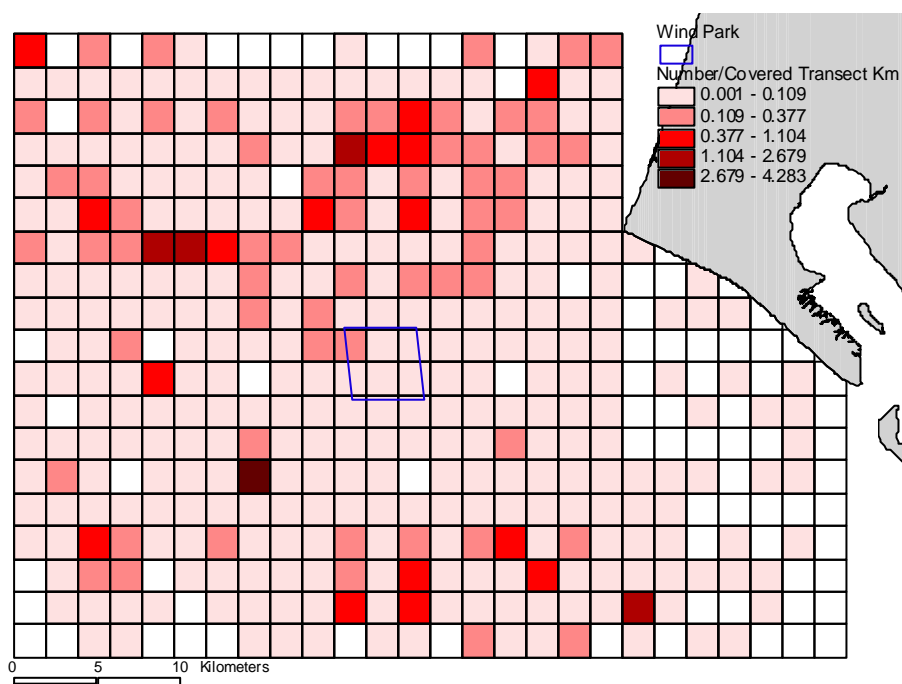 Wind Park
Number/Covered Transect Km
0.001 - 0.109
0.109 - 0.377
0.377 - 1.104
1.104 - 2.679
2.679 - 4.283
0 5 10 Kilometers